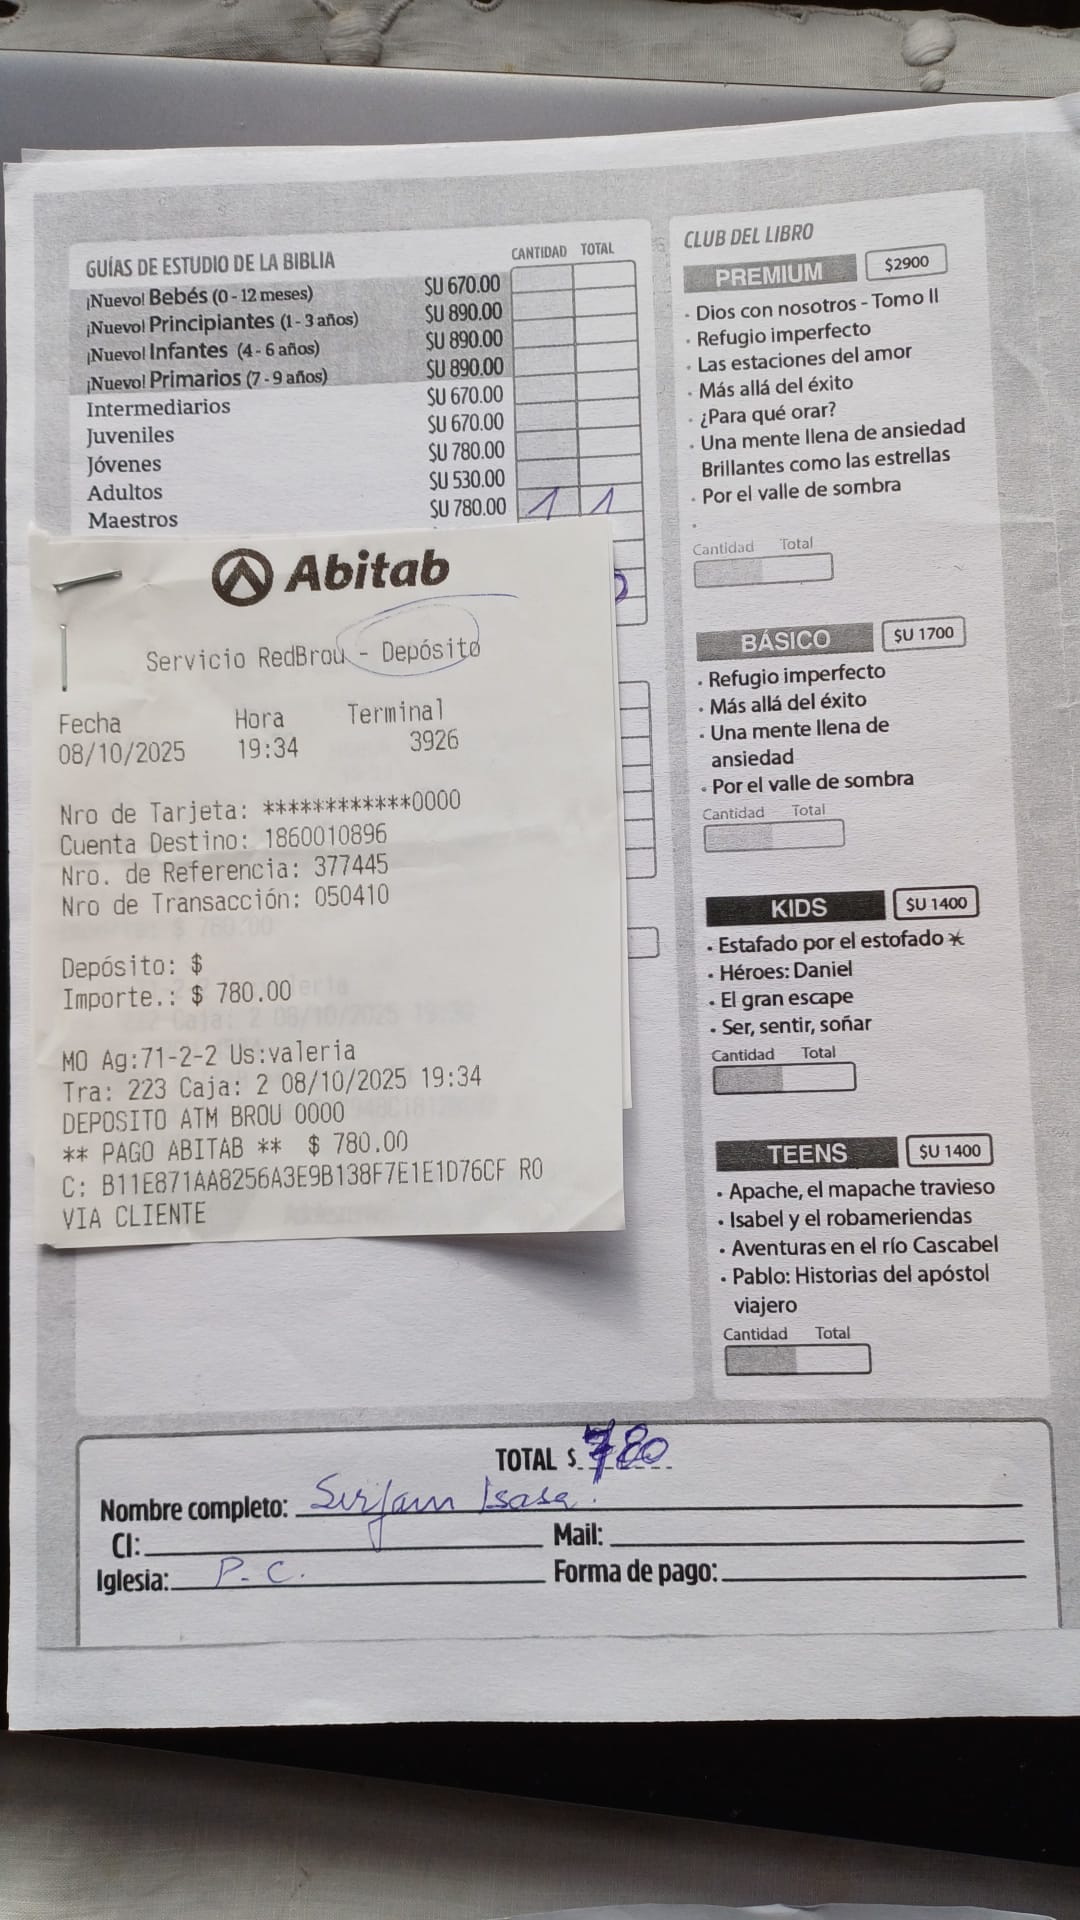 GUÍAS DE ESTUDIO DE LA BIBLIA CANTIDAD TOTAL
¡Nuevo! Bebés (0 - 12 meses) $U 670.00
¡Nuevo! Principiantes (1 - 3 años) $U 890.00
¡Nuevo! Infantes (4 - 6 años) $U 890.00
¡Nuevo! Primarios (7 - 9 años) $U 890.00
Intermediarios $U 670.00
Juveniles $U 670.00
Jóvenes $U 780.00
Adultos $U 530.00
Maestros $U 780.00 1 1
Abitab
Servicio RedBrou - Depósito
Fecha Hora Terminal
08/10/2025 19:34 3926
Nro de Tarjeta: ************0000
Cuenta Destino: 1860010896
Nro. de Referencia: 377445
Nro de Transacción: 050410
Depósito: $
Importe.: $ 780.00
MO Ag:71-2-2 Us:valeria
Tra: 223 Caja: 2 08/10/2025 19:34
DEPOSITO ATM BROU 0000
** PAGO ABITAB ** $ 780.00
C: B11E871AA8256A3E9B138F7E1E1D76CF RO
VIA CLIENTE
CLUB DEL LIBRO
PREMIUM $2900
· Dios con nosotros - Tomo II
· Refugio imperfecto
· Las estaciones del amor
· Más allá del éxito
· ¿Para qué orar?
· Una mente llena de ansiedad
Brillantes como las estrellas
· Por el valle de sombra
·
Cantidad Total
BÁSICO $U 1700
· Refugio imperfecto
· Más allá del éxito
· Una mente llena de
ansiedad
· Por el valle de sombra
Cantidad Total
KIDS $U 1400
· Estafado por el estofado *
· Héroes: Daniel
· El gran escape
· Ser, sentir, soñar
Cantidad Total
TEENS $U 1400
· Apache, el mapache travieso
· Isabel y el robameriendas
· Aventuras en el río Cascabel
· Pablo: Historias del apóstol
viajero
Cantidad Total
TOTAL $ 780
Nombre completo: Isasa.
CI: Mail:
Iglesia: P.C. Forma de pago: